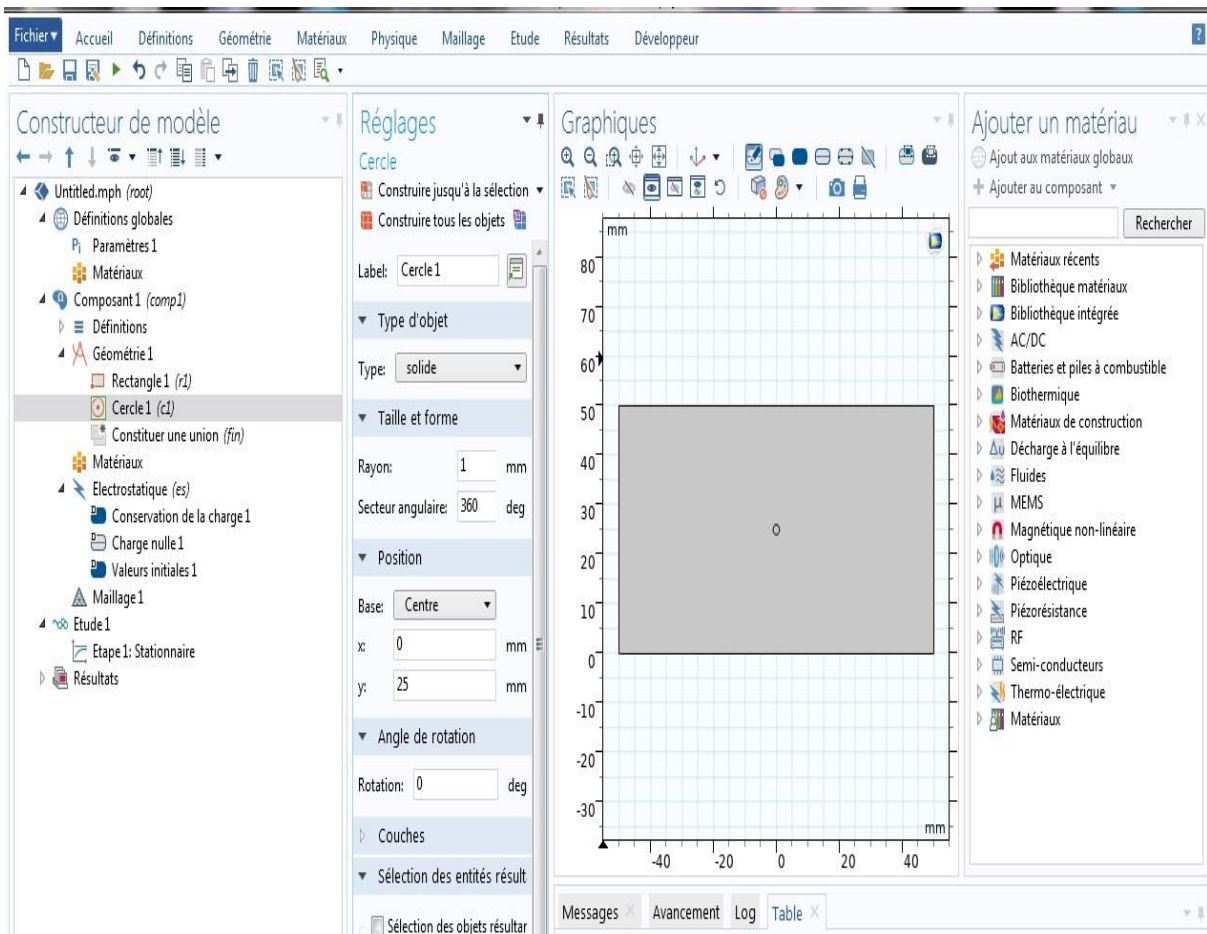 Fichier▾ Accueil Définitions Géométrie Matériaux Physique Maillage Etude Résultats Développeur ?
Constructeur de modèle
Untitled.mph (root)
Définitions globales
Pi Paramètres 1
Matériaux
Composant 1 (comp1)
Définitions
Géométrie 1
Rectangle 1 (r1)
Cercle 1 (c1)
Constituer une union (fin)
Matériaux
Electrostatique (es)
Conservation de la charge 1
Charge nulle 1
Valeurs initiales 1
Maillage 1
Etude 1
Etape 1: Stationnaire
Résultats
Réglages
Cercle
Construire jusqu'à la sélection
Construire tous les objets
Label: Cercle 1
Type d'objet
Type: solide
Taille et forme
Rayon: 1 mm
Secteur angulaire: 360 deg
Position
Base: Centre
x: 0 mm
y: 25 mm
Angle de rotation
Rotation: 0 deg
Couches
Sélection des entités résult
Sélection des objets résultar
Graphiques
mm
80
70
60
50
40
30
20
10
0
-10
-20
-30
mm
-40 -20 0 20 40
Messages Avancement Log Table
Ajouter un matériau
Ajout aux matériaux globaux
Ajouter au composant
Rechercher
Matériaux récents
Bibliothèque matériaux
Bibliothèque intégrée
AC/DC
Batteries et piles à combustible
Biothermique
Matériaux de construction
Δu Décharge à l'équilibre
Fluides
μ MEMS
Magnétique non-linéaire
Optique
Piézoélectrique
Piézorésistance
RF
Semi-conducteurs
Thermo-électrique
Matériaux